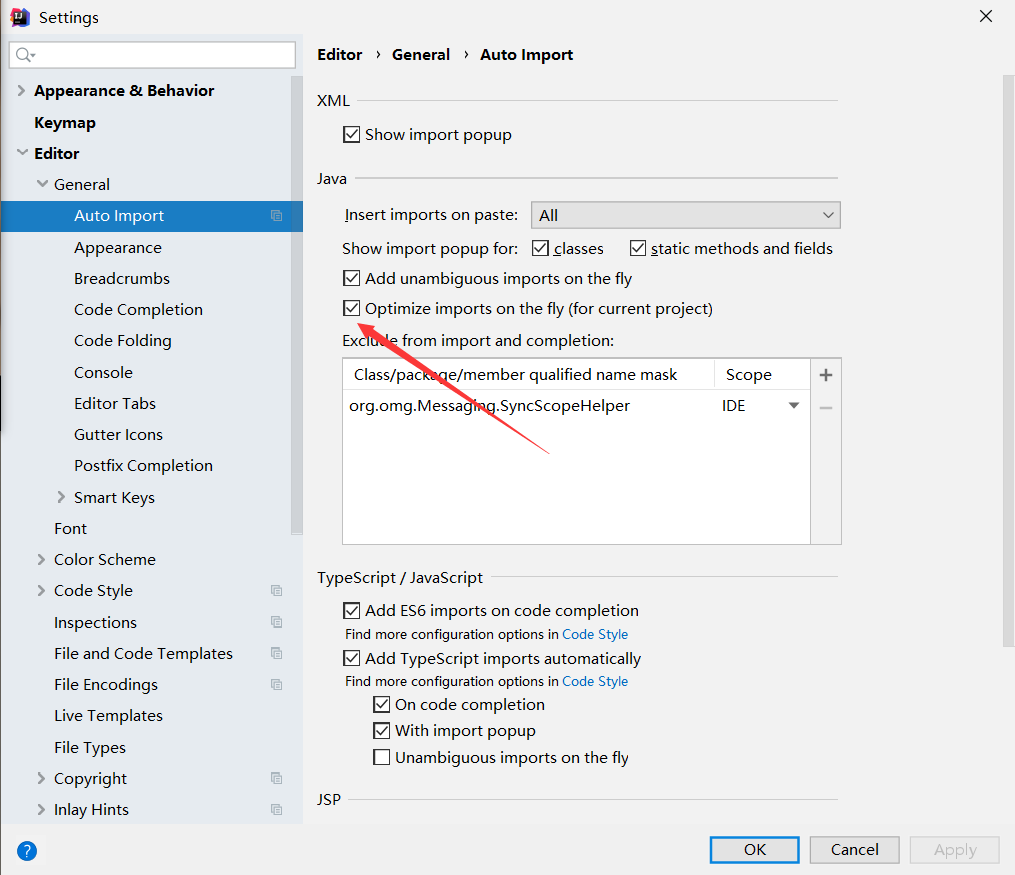 Settings
Appearance & Behavior
Keymap
Editor
General
Auto Import
Appearance
Breadcrumbs
Code Completion
Code Folding
Console
Editor Tabs
Gutter Icons
Postfix Completion
Smart Keys
Font
Color Scheme
Code Style
Inspections
File and Code Templates
File Encodings
Live Templates
File Types
Copyright
Inlay Hints
Editor › General › Auto Import
XML
Show import popup
Java
Insert imports on paste: All
Show import popup for: classes static methods and fields
Add unambiguous imports on the fly
Optimize imports on the fly (for current project)
Exclude from import and completion:
Class/package/member qualified name mask Scope
org.omg.Messaging.SyncScopeHelper IDE
TypeScript / JavaScript
Add ES6 imports on code completion
Find more configuration options in Code Style
Add TypeScript imports automatically
Find more configuration options in Code Style
On code completion
With import popup
Unambiguous imports on the fly
JSP
? OK Cancel Apply